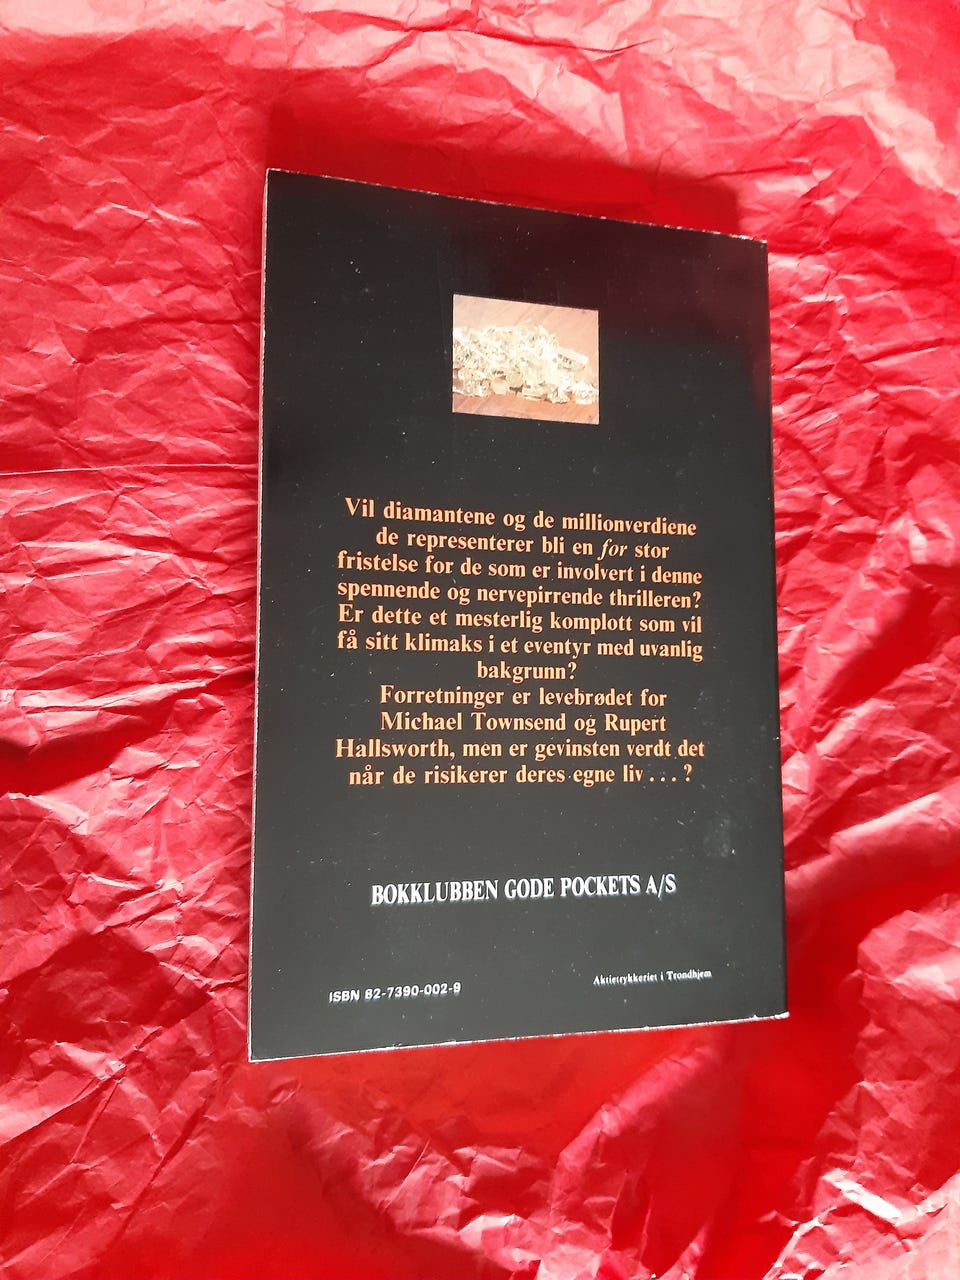 Vil diamantene og de millionverdiene
de representerer bli en for stor
fristelse for de som er involvert i denne
spennende og nervepirrende thrilleren?
Er dette et mesterlig komplott som vil
få sitt klimaks i et eventyr med uvanlig
bakgrunn?
Forretninger er levebrødet for
Michael Townsend og Rupert
Hallsworth, men er gevinsten verdt det
når de risikerer deres egne liv . . . ?
BOKKLUBBEN GODE POCKETS A/S
ISBN 82-7390-002-9
Aktietrykkeriet i Trondhjem